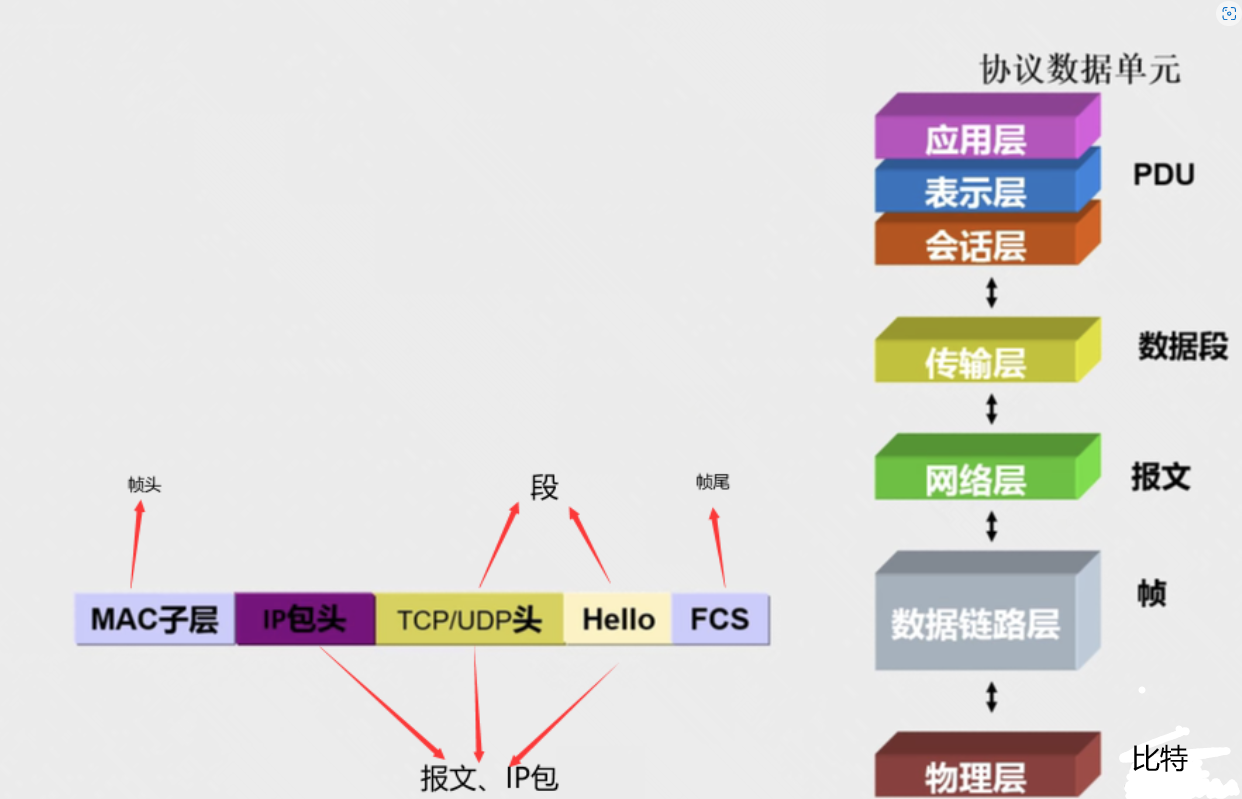 协议数据单元
应用层
表示层
PDU
会话层
传输层
数据段
网络层
报文
帧头
段
帧尾
MAC子层
IP包头
TCP/UDP头
Hello
FCS
数据链路层
帧
报文、IP包
物理层
比特